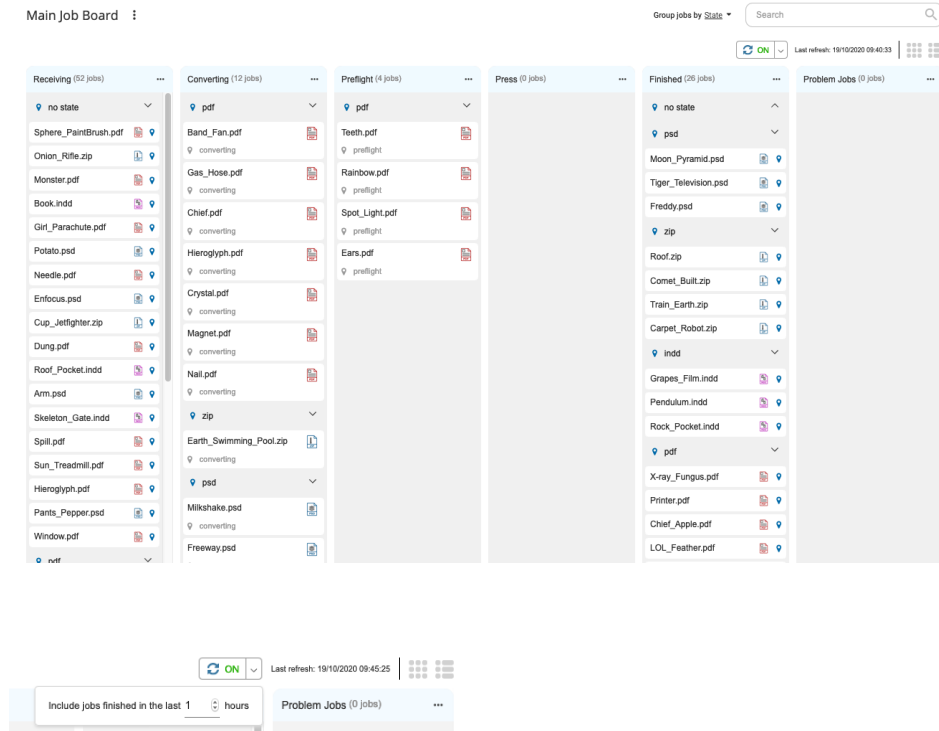 Main Job Board
Group jobs by State
Search
ON
Last refresh: 19/10/2020 09:40:33
Receiving (52 jobs)
no state
Sphere_PaintBrush.pdf
Onion_Rifle.zip
Monster.pdf
Book.indd
Girl_Parachute.pdf
Potato.psd
Needle.pdf
Enfocus.psd
Cup_Jetfighter.zip
Dung.pdf
Roof_Pocket.indd
Arm.psd
Skeleton_Gate.indd
Spill.pdf
Sun_Treadmill.pdf
Hieroglyph.pdf
Pants_Pepper.psd
Window.pdf
pdf
Converting (12 jobs)
pdf
Band_Fan.pdf
converting
Gas_Hose.pdf
converting
Chief.pdf
converting
Hieroglyph.pdf
converting
Crystal.pdf
converting
Magnet.pdf
converting
Nail.pdf
converting
zip
Earth_Swimming_Pool.zip
converting
psd
Milkshake.psd
converting
Freeway.psd
Preflight (4 jobs)
pdf
Teeth.pdf
preflight
Rainbow.pdf
preflight
Spot_Light.pdf
preflight
Ears.pdf
preflight
Press (0 jobs)
Finished (26 jobs)
no state
psd
Moon_Pyramid.psd
Tiger_Television.psd
Freddy.psd
zip
Roof.zip
Comet_Built.zip
Train_Earth.zip
Carpet_Robot.zip
indd
Grapes_Film.indd
Pendulum.indd
Rock_Pocket.indd
pdf
X-ray_Fungus.pdf
Printer.pdf
Chief_Apple.pdf
LOL_Feather.pdf
Problem Jobs (0 jobs)
ON
Last refresh: 19/10/2020 09:45:25
Include jobs finished in the last 1 hours
Problem Jobs (0 jobs)